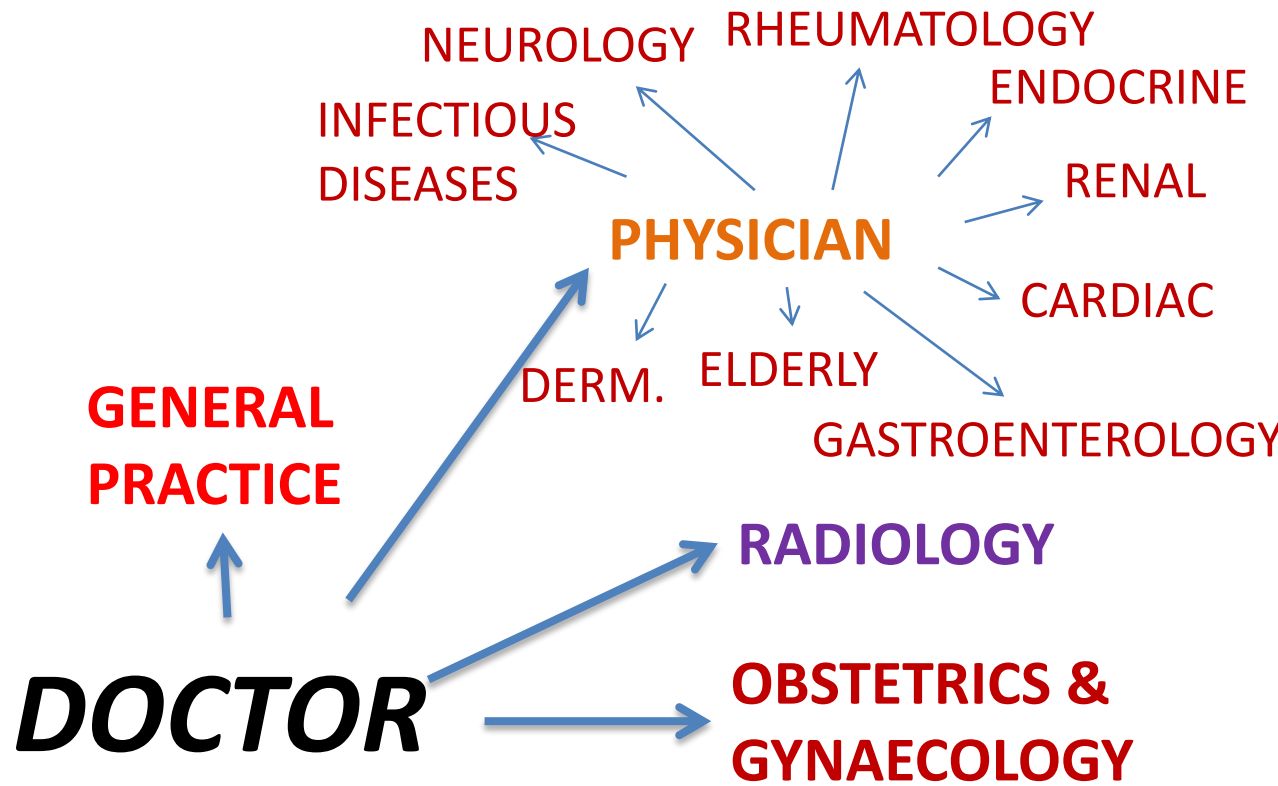 NEUROLOGY
RHEUMATOLOGY
ENDOCRINE
INFECTIOUS
DISEASES
RENAL
PHYSICIAN
CARDIAC
DERM.
ELDERLY
GENERAL
PRACTICE
GASTROENTEROLOGY
RADIOLOGY
DOCTOR
OBSTETRICS &
GYNAECOLOGY